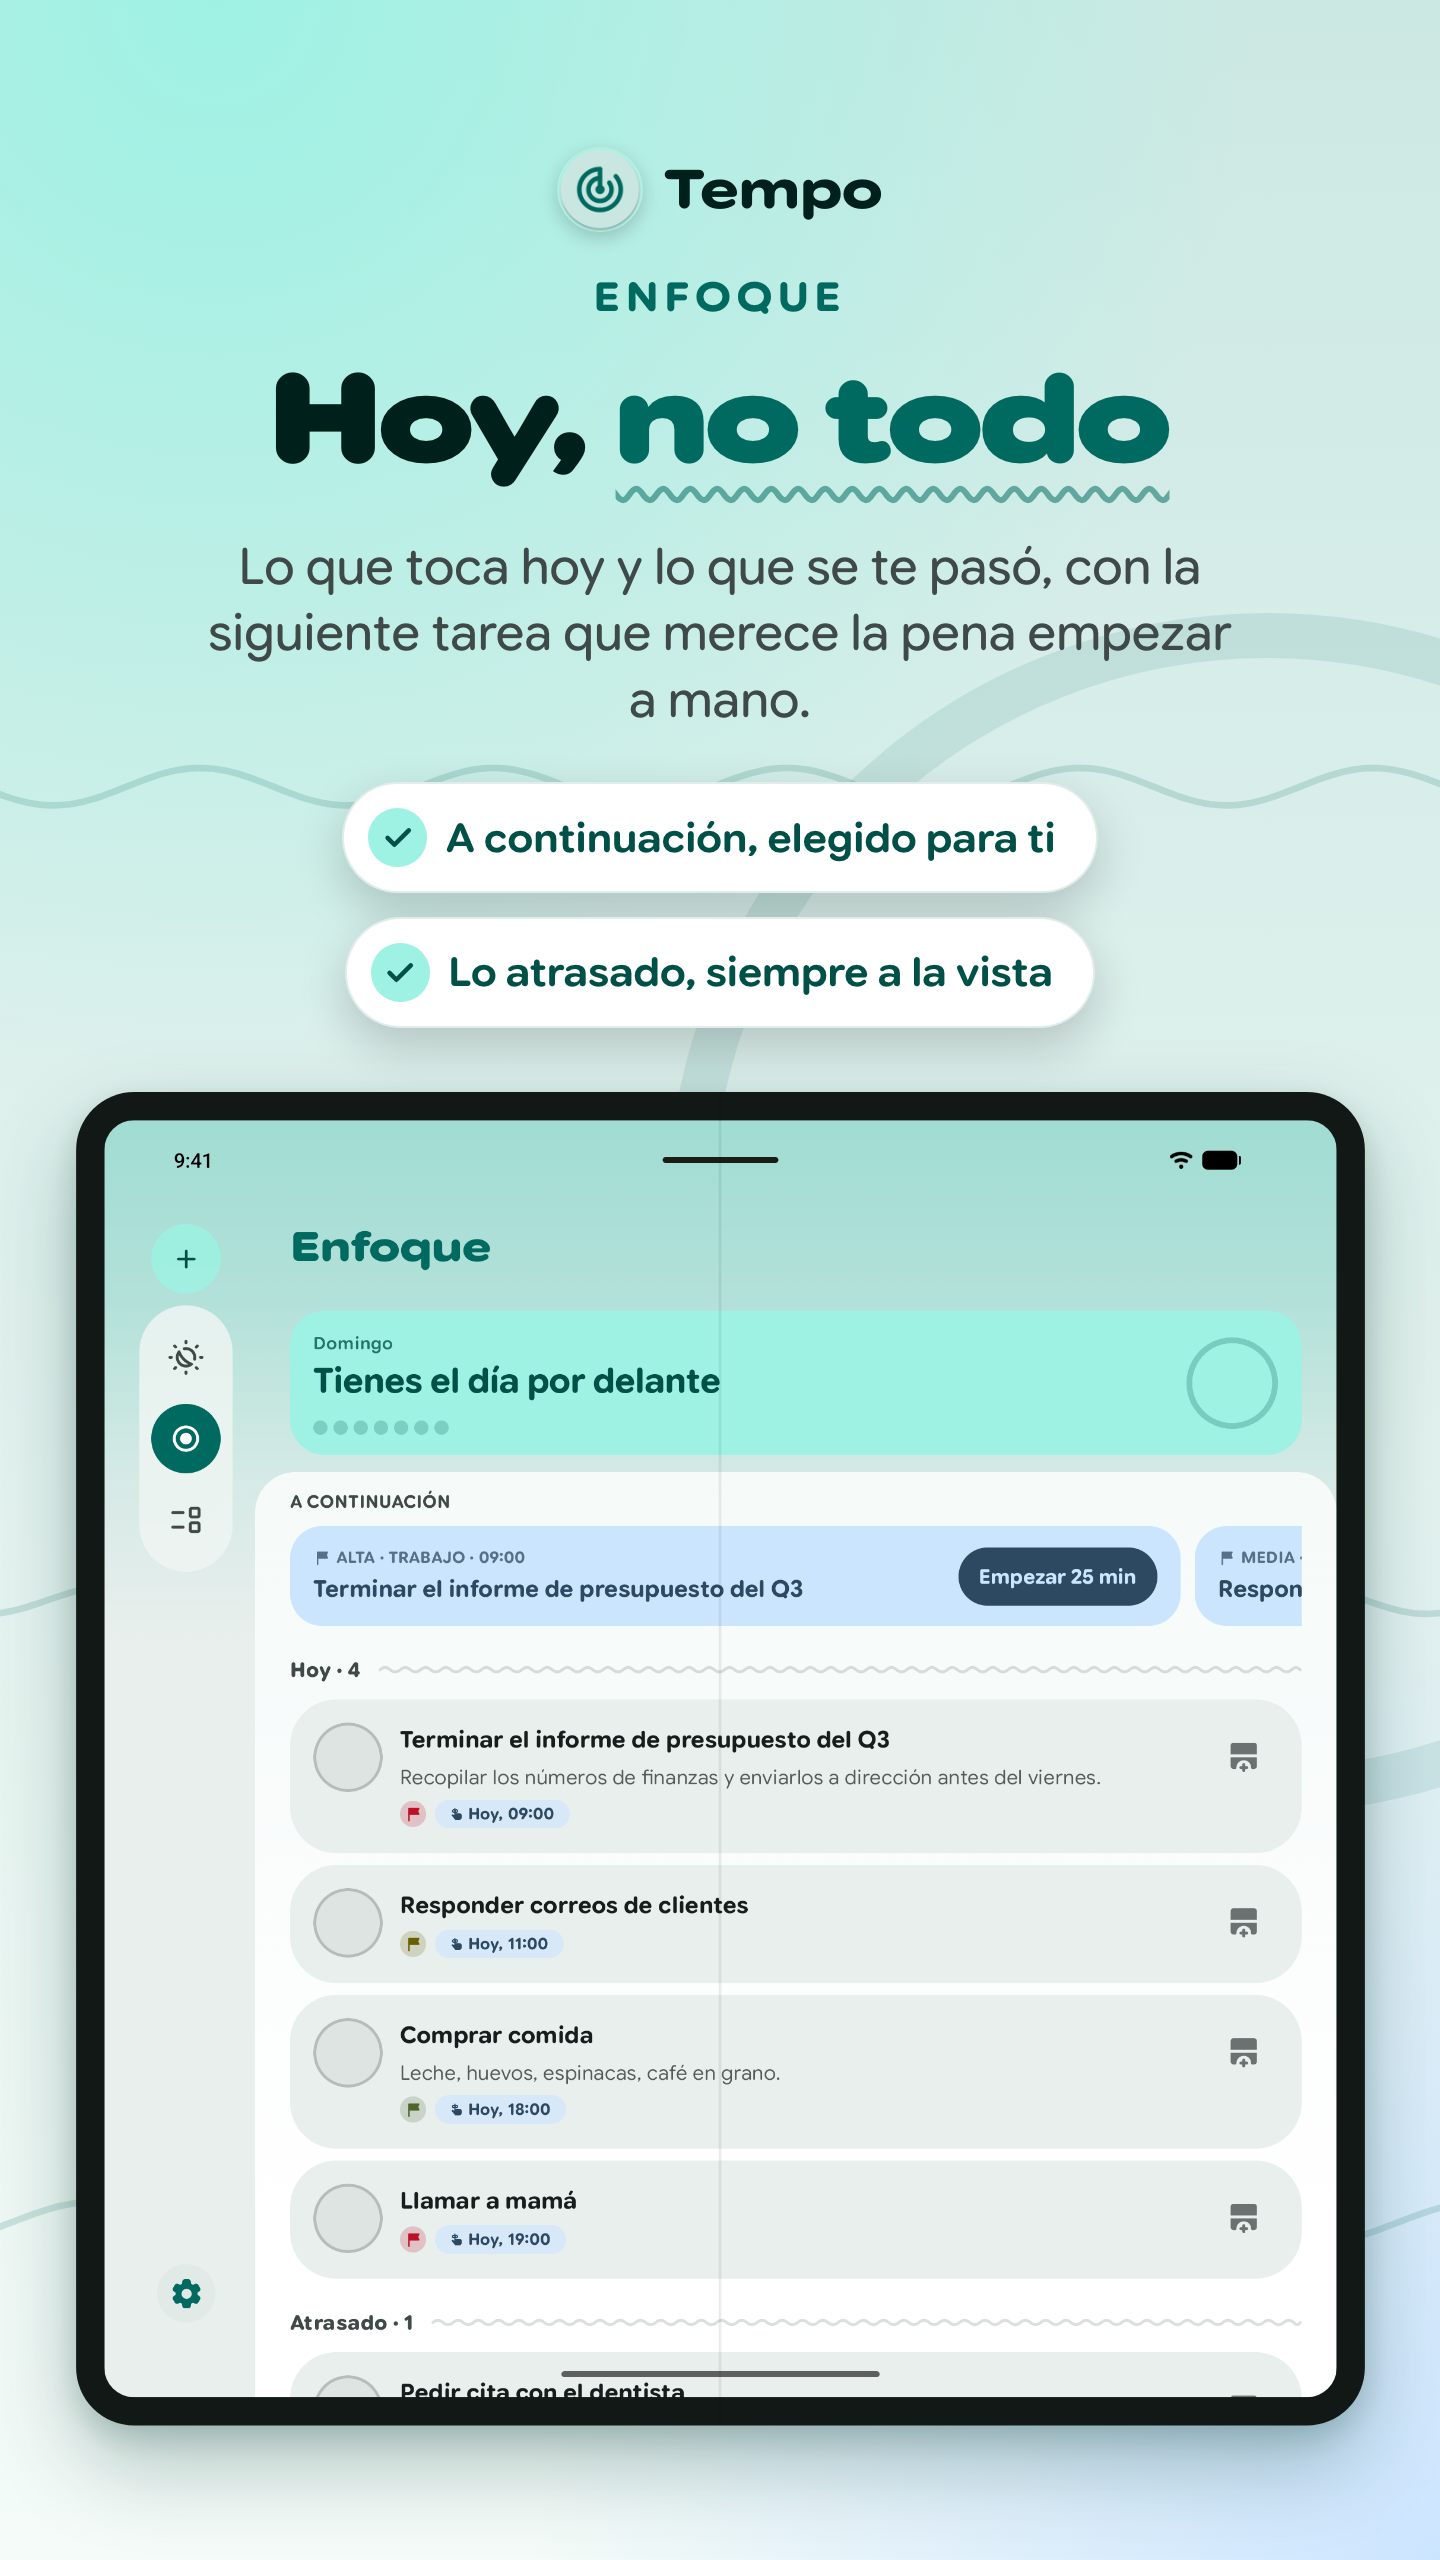 Tempo
ENFOQUE
Hoy, no todo
Lo que toca hoy y lo que se te pasó, con la
siguiente tarea que merece la pena empezar
a mano.
A continuación, elegido para ti
Lo atrasado, siempre a la vista
9:41
Enfoque
Domingo
Tienes el día por delante
A CONTINUACIÓN
ALTA · TRABAJO · 09:00
Terminar el informe de presupuesto del Q3
Empezar 25 min
MEDIA ·
Respon
Hoy · 4
Terminar el informe de presupuesto del Q3
Recopilar los números de finanzas y enviarlos a dirección antes del viernes.
Hoy, 09:00
Responder correos de clientes
Hoy, 11:00
Comprar comida
Leche, huevos, espinacas, café en grano.
Hoy, 18:00
Llamar a mamá
Hoy, 19:00
Atrasado · 1
Pedir cita con el dentista